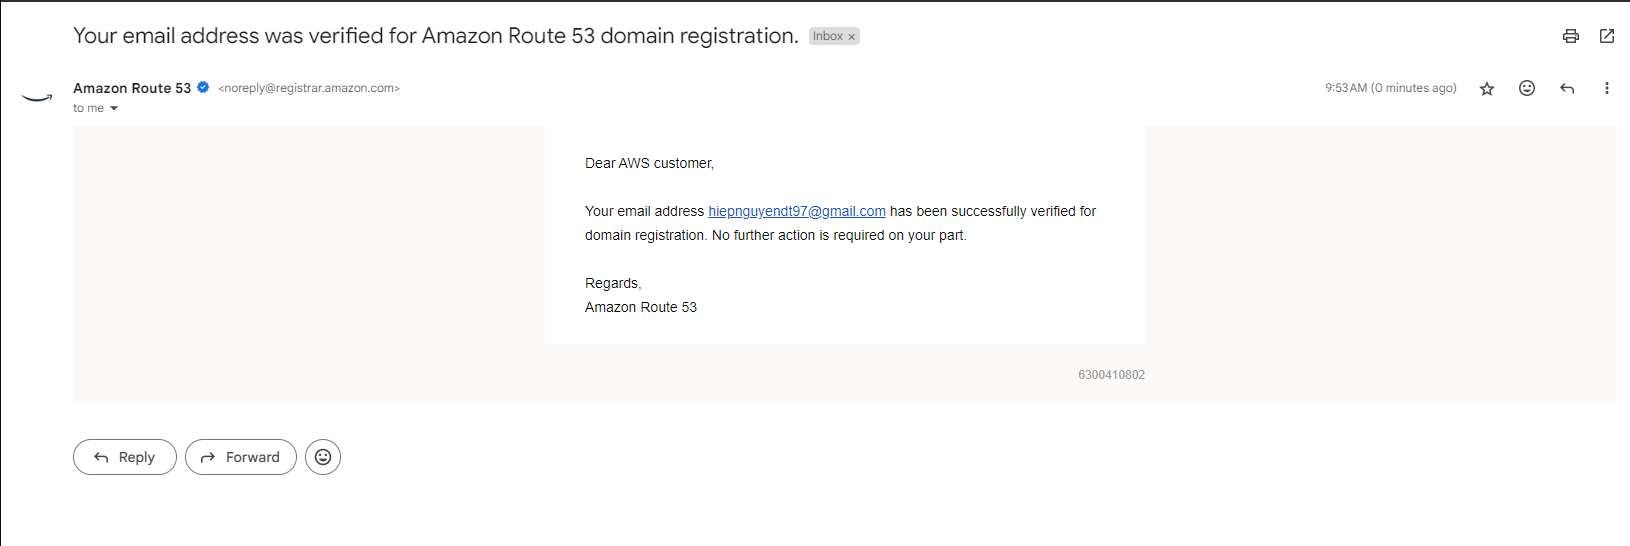 Your email address was verified for Amazon Route 53 domain registration. Inbox ×
Amazon Route 53 <noreply@registrar.amazon.com> 9:53 AM (0 minutes ago)
to me
Dear AWS customer,
Your email address hiepnguyendt97@gmail.com has been successfully verified for
domain registration. No further action is required on your part.
Regards,
Amazon Route 53
6300410802
Reply Forward